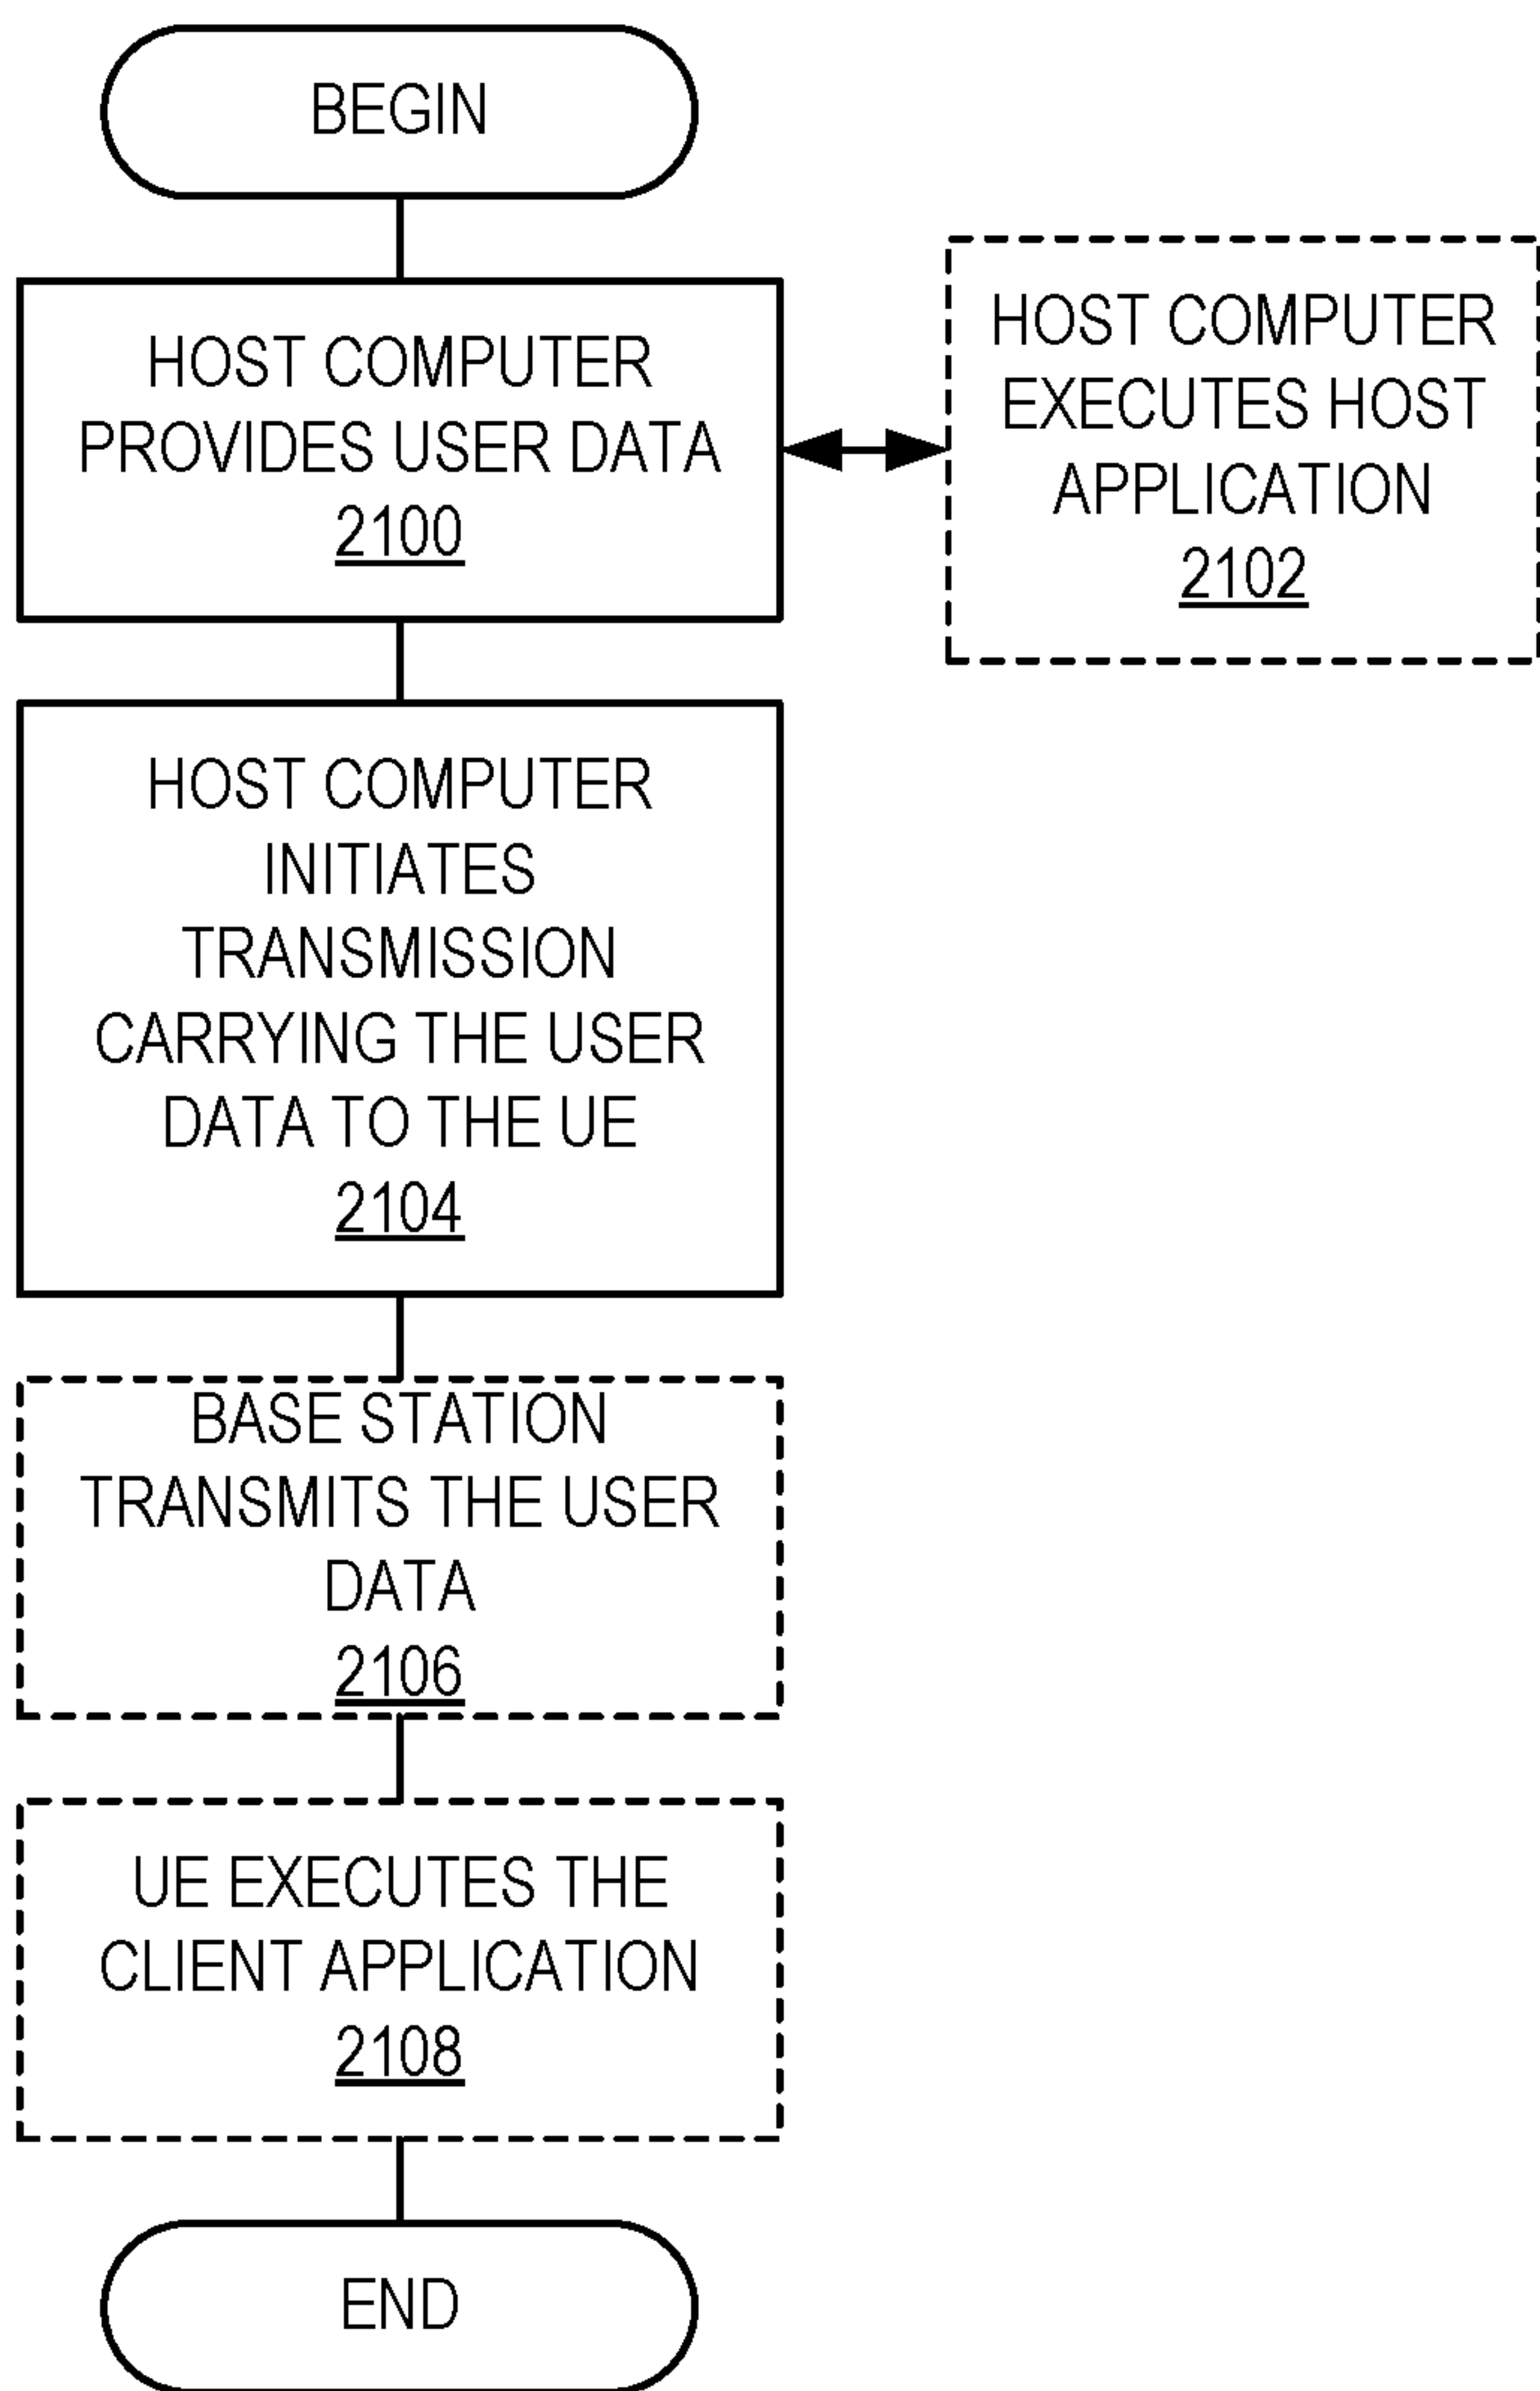 BEGIN
HOST COMPUTER
PROVIDES USER DATA
2100
HOST COMPUTER
EXECUTES HOST
APPLICATION
2102
HOST COMPUTER
INITIATES
TRANSMISSION
CARRYING THE USER
DATA TO THE UE
2104
BASE STATION
TRANSMITS THE USER
DATA
2106
UE EXECUTES THE
CLIENT APPLICATION
2108
END